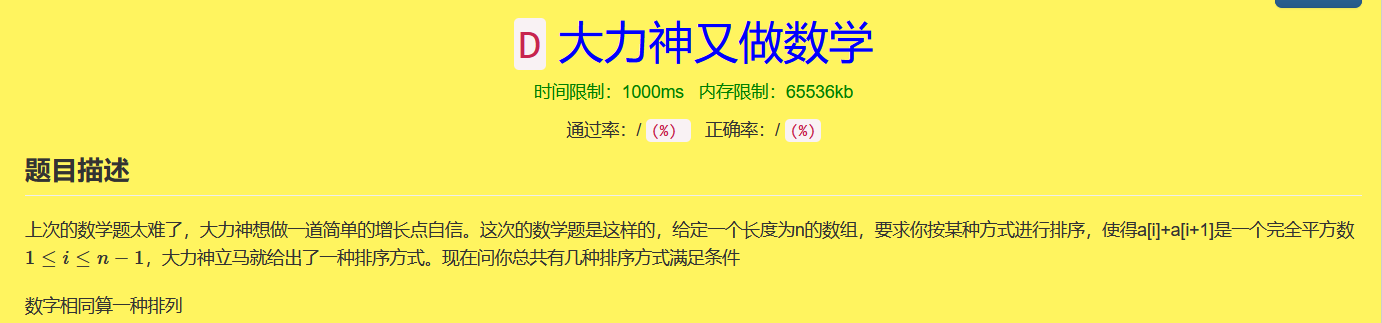 D 大力神又做数学
时间限制：1000ms 内存限制：65536kb
通过率：/ (%) 正确率：/ (%)
题目描述
上次的数学题太难了，大力神想做一道简单的增长点自信。这次的数学题是这样的，给定一个长度为n的数组，要求你按某种方式进行排序，使得a[i]+a[i+1]是一个完全平方数
1 ≤ i ≤ n − 1，大力神立马就给出了一种排序方式。现在问你总共有几种排序方式满足条件
数字相同算一种排列